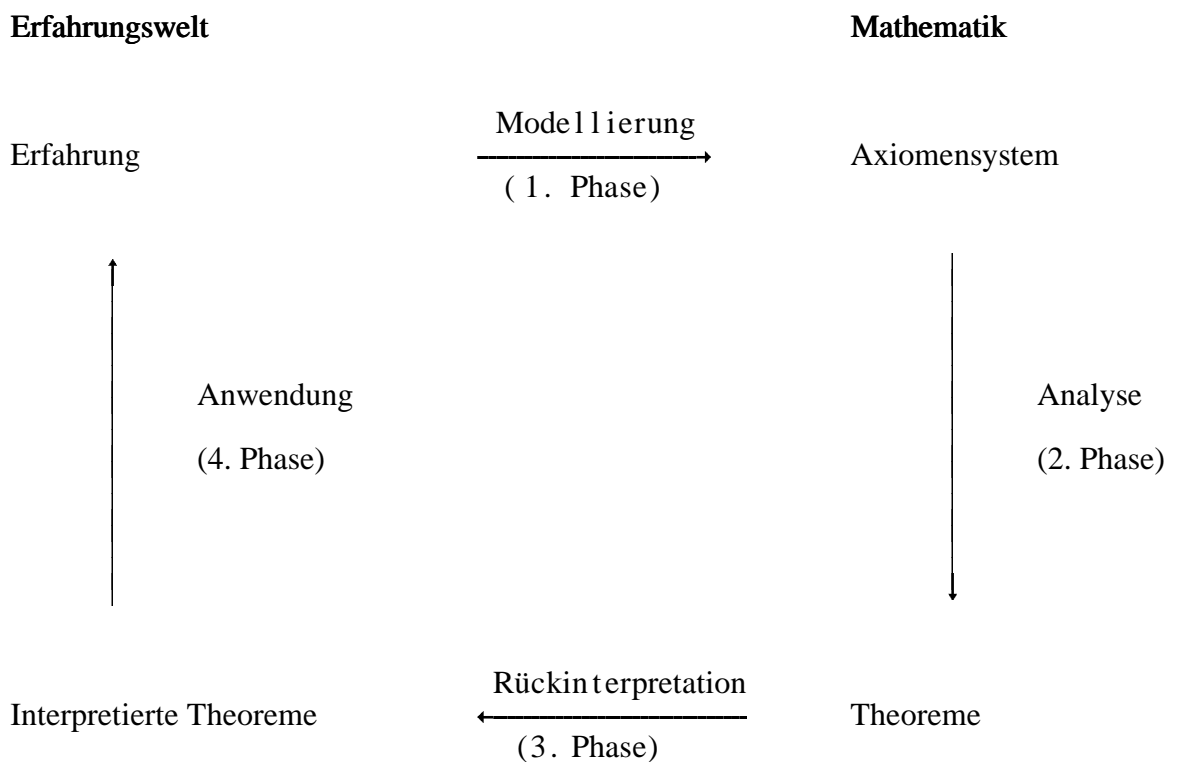 Erfahrungswelt
Mathematik
Modellierung
Erfahrung
Axiomensystem
(1. Phase)
Anwendung
Analyse
(4. Phase)
(2. Phase)
Rückinterpretation
Interpretierte Theoreme
Theoreme
(3. Phase)